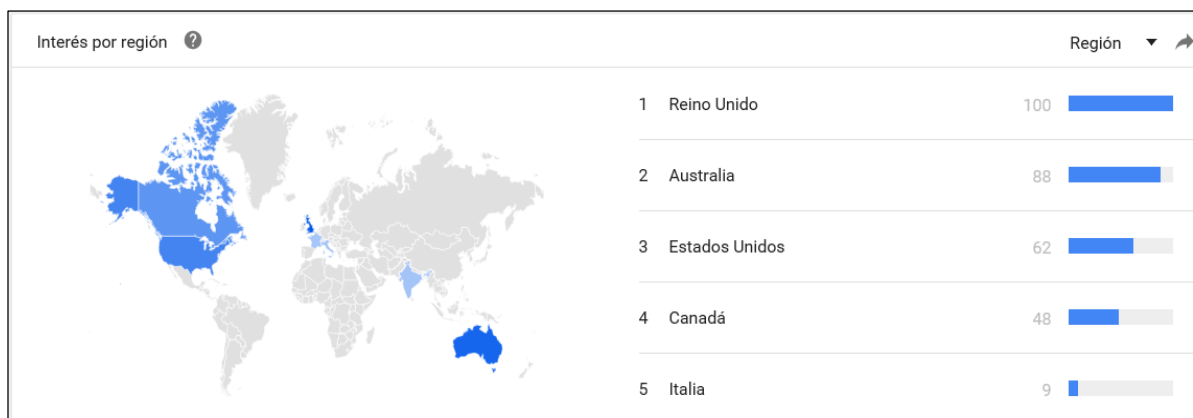 Interés por región
Región
1 Reino Unido 100
2 Australia 88
3 Estados Unidos 62
4 Canadá 48
5 Italia 9